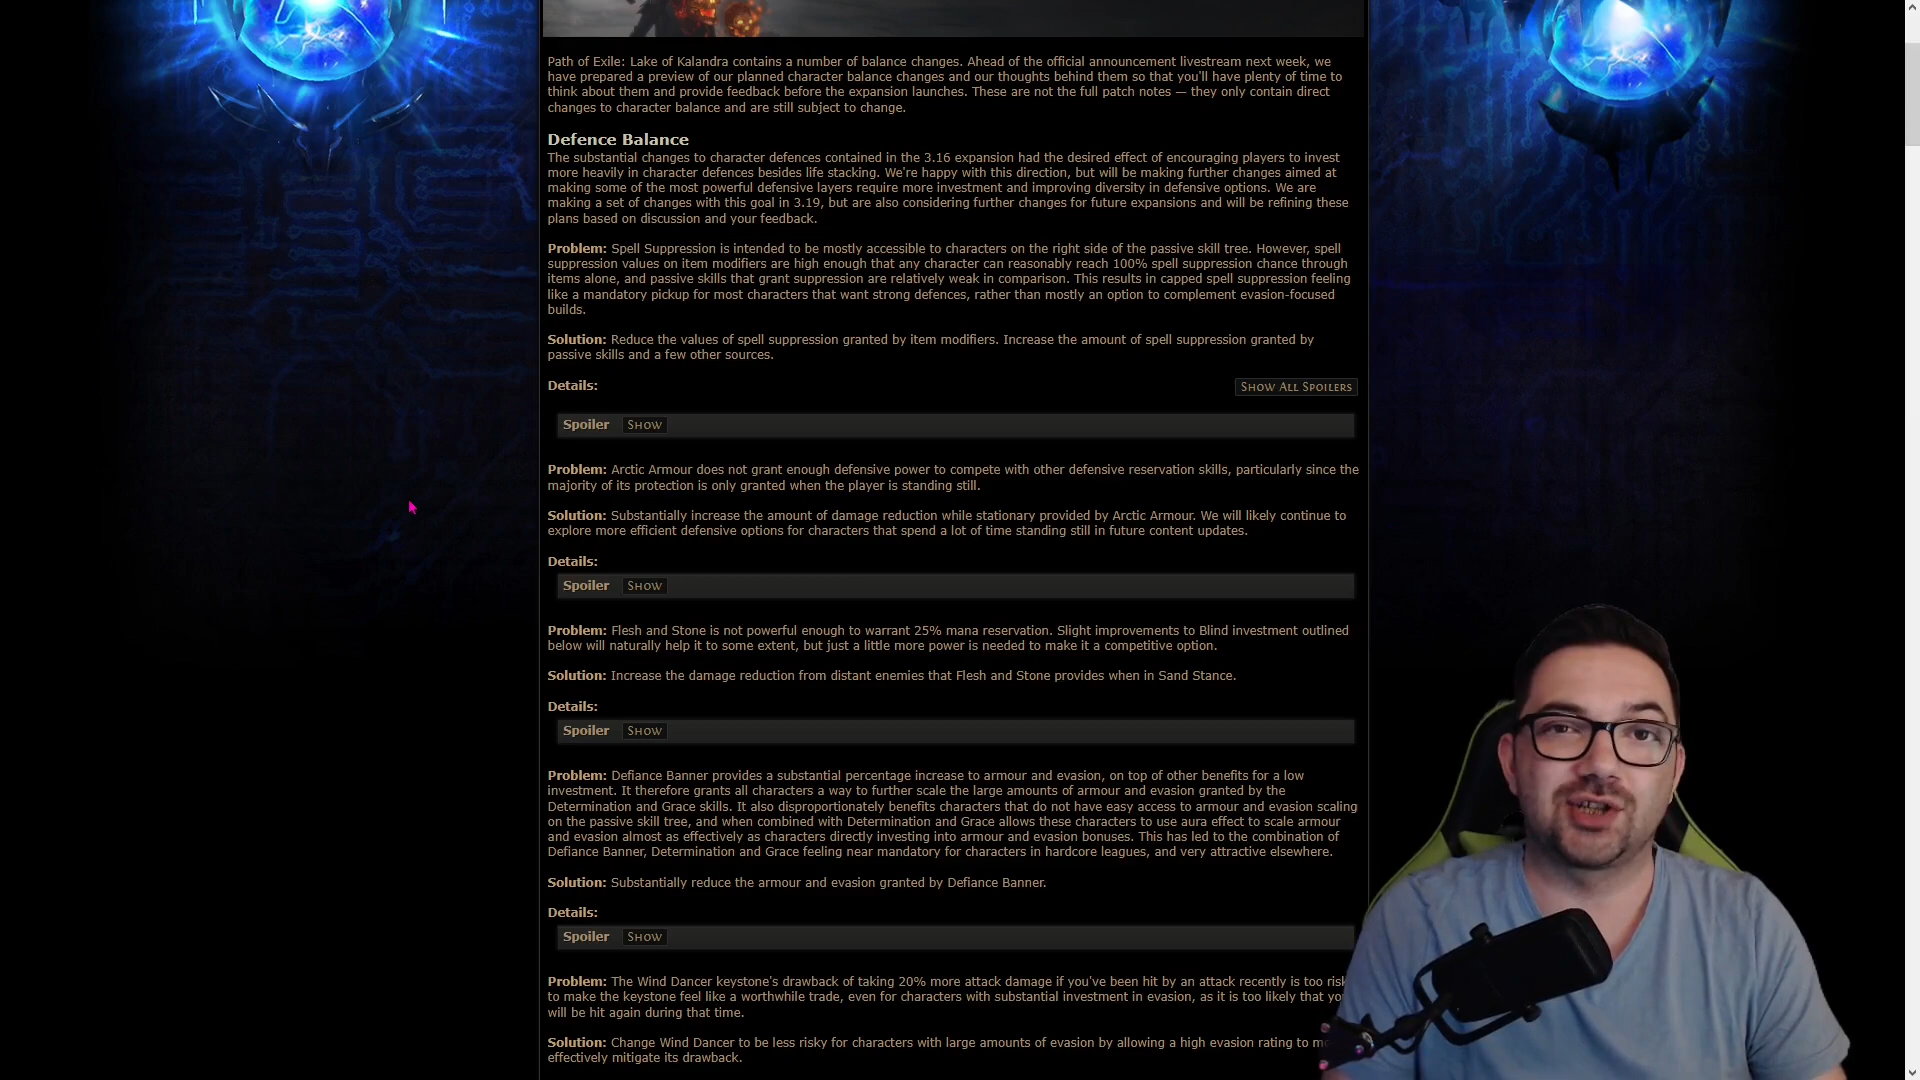 Path of Exile: Lake of Kalandra contains a number of balance changes. Ahead of the official announcement livestream next week, we
have prepared a preview of our planned character balance changes and our thoughts behind them so that you'll have plenty of time to
think about them and provide feedback before the expansion launches. These are not the full patch notes — they only contain direct
changes to character balance and are still subject to change.
Defence Balance
The substantial changes to character defences contained in the 3.16 expansion had the desired effect of encouraging players to invest
more heavily in character defences besides life stacking. We're happy with this direction, but will be making further changes aimed at
making some of the most powerful defensive layers require more investment and improving diversity in defensive options. We are
making a set of changes with this goal in 3.19, but are also considering further changes for future expansions and will be refining these
plans based on discussion and your feedback.
Problem: Spell Suppression is intended to be mostly accessible to characters on the right side of the passive skill tree. However, spell
suppression values on item modifiers are high enough that any character can reasonably reach 100% spell suppression chance through
items alone, and passive skills that grant suppression are relatively weak in comparison. This results in capped spell suppression feeling
like a mandatory pickup for most characters that want strong defences, rather than mostly an option to complement evasion-focused
builds.
Solution: Reduce the values of spell suppression granted by item modifiers. Increase the amount of spell suppression granted by
passive skills and a few other sources.
Details:
Show All Spoilers
Spoiler Show
Problem: Arctic Armour does not grant enough defensive power to compete with other defensive reservation skills, particularly since the
majority of its protection is only granted when the player is standing still.
Solution: Substantially increase the amount of damage reduction while stationary provided by Arctic Armour. We will likely continue to
explore more efficient defensive options for characters that spend a lot of time standing still in future content updates.
Details:
Spoiler Show
Problem: Flesh and Stone is not powerful enough to warrant 25% mana reservation. Slight improvements to Blind investment outlined
below will naturally help it to some extent, but just a little more power is needed to make it a competitive option.
Solution: Increase the damage reduction from distant enemies that Flesh and Stone provides when in Sand Stance.
Details:
Spoiler Show
Problem: Defiance Banner provides a substantial percentage increase to armour and evasion, on top of other benefits for a low
investment. It therefore grants all characters a way to further scale the large amounts of armour and evasion granted by the
Determination and Grace skills. It also disproportionately benefits characters that do not have easy access to armour and evasion scaling
on the passive skill tree, and when combined with Determination and Grace allows these characters to use aura effect to scale armour
and evasion almost as effectively as characters directly investing into armour and evasion bonuses. This has led to the combination of
Defiance Banner, Determination and Grace feeling near mandatory for characters in hardcore leagues, and very attractive elsewhere.
Solution: Substantially reduce the armour and evasion granted by Defiance Banner.
Details:
Spoiler Show
Problem: The Wind Dancer keystone's drawback of taking 20% more attack damage if you've been hit by an attack recently is too
to make the keystone feel like a worthwhile trade, even for characters with substantial investment in evasion, as it is too likely that
will be hit again during that time.
Solution: Change Wind Dancer to be less risky for characters with large amounts of evasion by allowing a high evasion rating to
effectively mitigate its drawback.